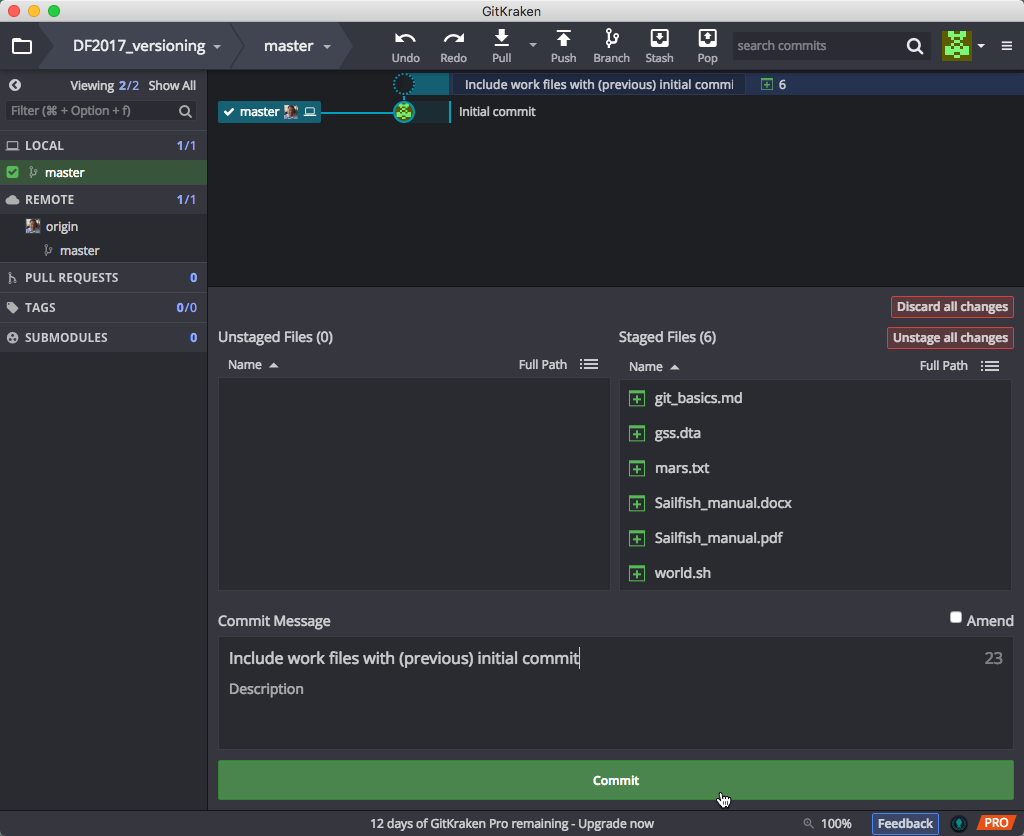 GitKraken
DF2017_versioning
master
Undo
Redo
Pull
Push
Branch
Stash
Pop
search commits
Viewing 2/2 Show All
Filter (⌘ + Option + f)
LOCAL 1/1
master
REMOTE 1/1
origin
master
PULL REQUESTS 0
TAGS 0/0
SUBMODULES 0
Include work files with (previous) initial commi 6
master Initial commit
Discard all changes
Unstaged Files (0)
Name Full Path
Staged Files (6) Unstage all changes
Name Full Path
git_basics.md
gss.dta
mars.txt
Sailfish_manual.docx
Sailfish_manual.pdf
world.sh
Commit Message Amend
Include work files with (previous) initial commit 23
Description
Commit
12 days of GitKraken Pro remaining - Upgrade now 100% Feedback PRO